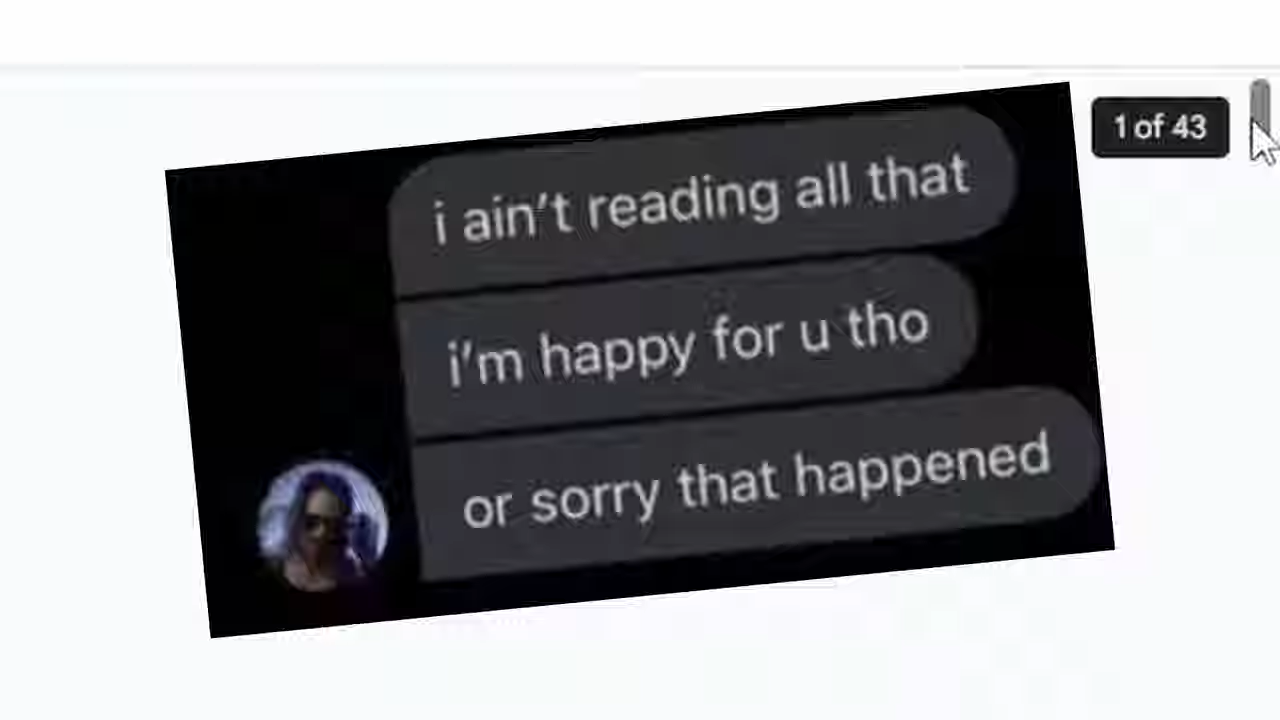 1 of 43
i ain’t reading all that
i’m happy for u tho
or sorry that happened